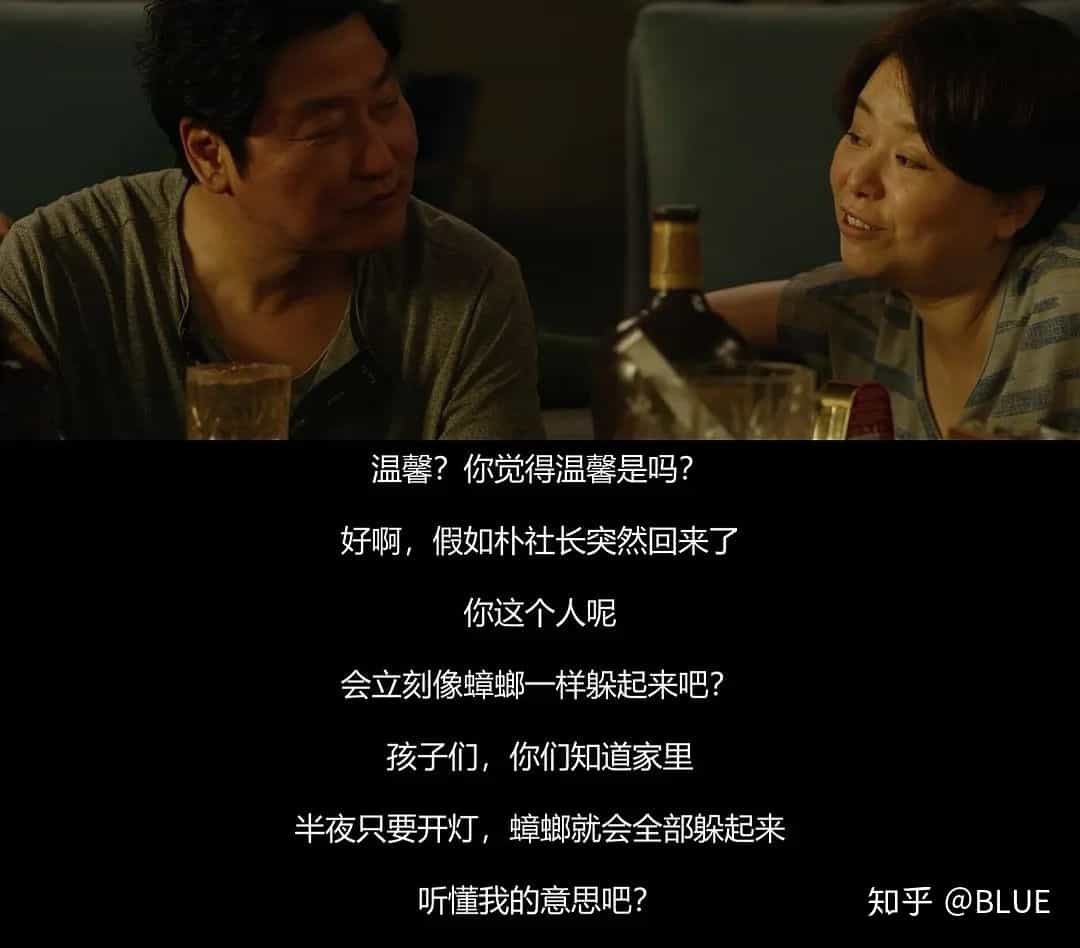 温馨？你觉得温馨是吗？
好啊，假如朴社长突然回来了
你这个人呢
会立刻像蟑螂一样躲起来吧？
孩子们，你们知道家里
半夜只要开灯，蟑螂就会全部躲起来
听懂我的意思吧？
知乎 @BLUE